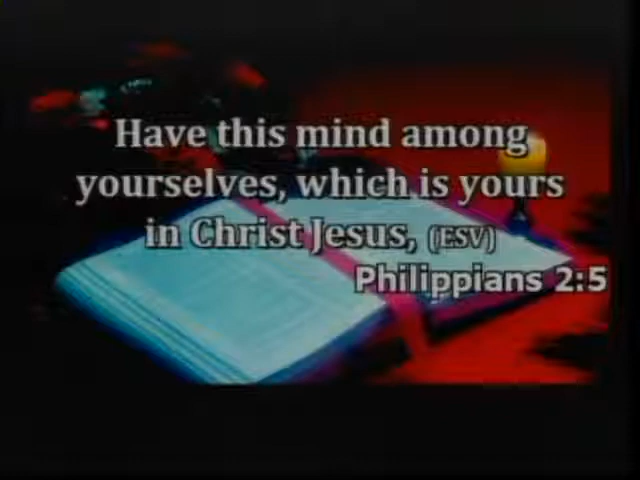 Have this mind among
yourselves, which is yours
in Christ Jesus, (ESV)
Philippians 2:5